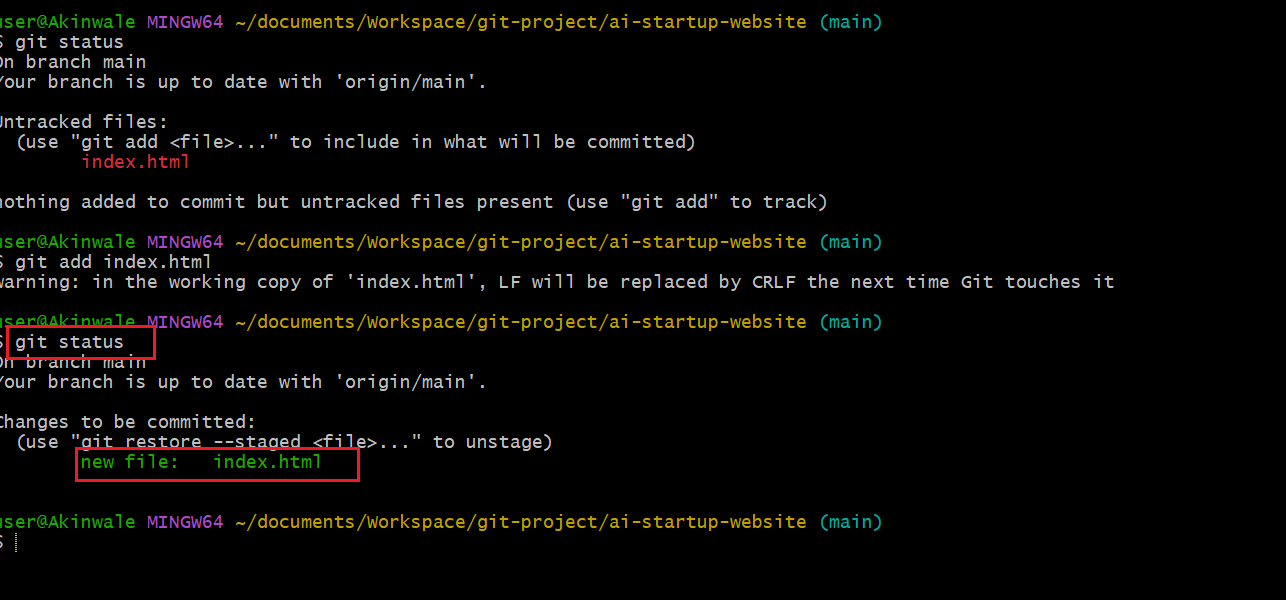 user@Akinwale MINGW64 ~/documents/Workspace/git-project/ai-startup-website (main)
$ git status
On branch main
Your branch is up to date with 'origin/main'.
Untracked files:
(use "git add <file>..." to include in what will be committed)
index.html
nothing added to commit but untracked files present (use "git add" to track)
user@Akinwale MINGW64 ~/documents/Workspace/git-project/ai-startup-website (main)
$ git add index.html
warning: in the working copy of 'index.html', LF will be replaced by CRLF the next time Git touches it
user@Akinwale MINGW64 ~/documents/Workspace/git-project/ai-startup-website (main)
$ git status
On branch main
Your branch is up to date with 'origin/main'.
Changes to be committed:
(use "git restore --staged <file>..." to unstage)
new file:   index.html
user@Akinwale MINGW64 ~/documents/Workspace/git-project/ai-startup-website (main)
$